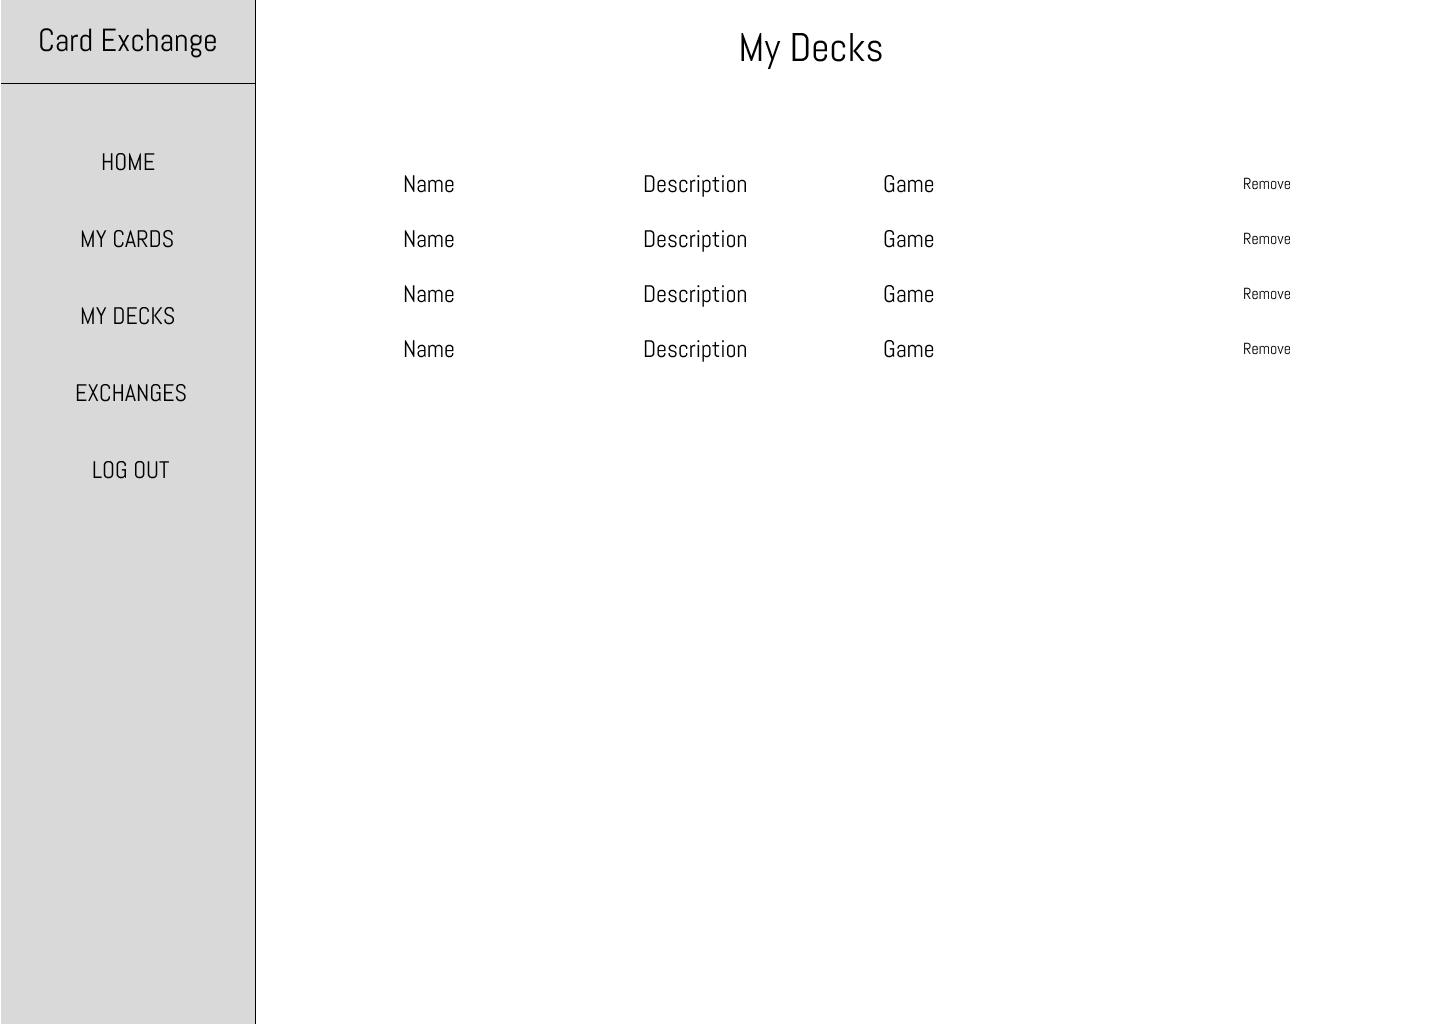 Card Exchange
HOME
MY CARDS
MY DECKS
EXCHANGES
LOG OUT
My Decks
Name Description Game Remove
Name Description Game Remove
Name Description Game Remove
Name Description Game Remove